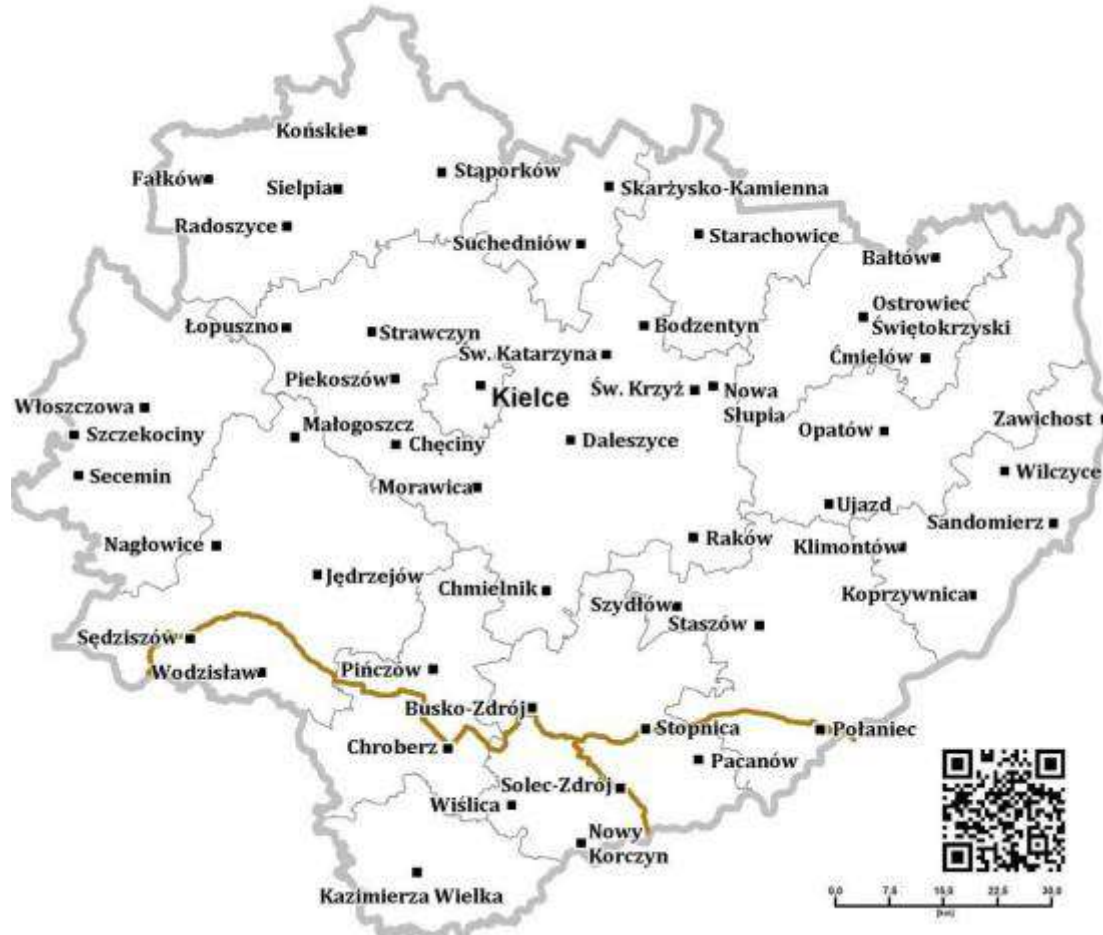 Końskie
Stąporków
Fałków
Sielpia
Skarżysko-Kamienna
Radoszyce
Starachowice
Suchedniów
Bałtów
Ostrowiec
Świętokrzyski
Łopuszno
Strawczyn
Bodzentyn
Św. Katarzyna
Ćmielów
Piekoszów
Kielce
Św. Krzyż
Nowa
Słupia
Włoszczowa
Zawichost
Małogoszcz
Szczekociny
Chęciny
Daleszyce
Opatów
Secemin
Wilczyce
Morawica
Ujazd
Sandomierz
Nagłowice
Raków
Klimontów
Jędrzejów
Chmielnik
Koprzywnica
Szydłów
Staszów
Sędziszów
Wodzisław
Pińczów
Busko-Zdrój
Stopnica
Połaniec
Chroberz
Pacanów
Solec-Zdrój
Wiślica
Nowy
Korczyn
Kazimierza Wielka
0,0 7,5 15,0 22,5 30,0
[km]